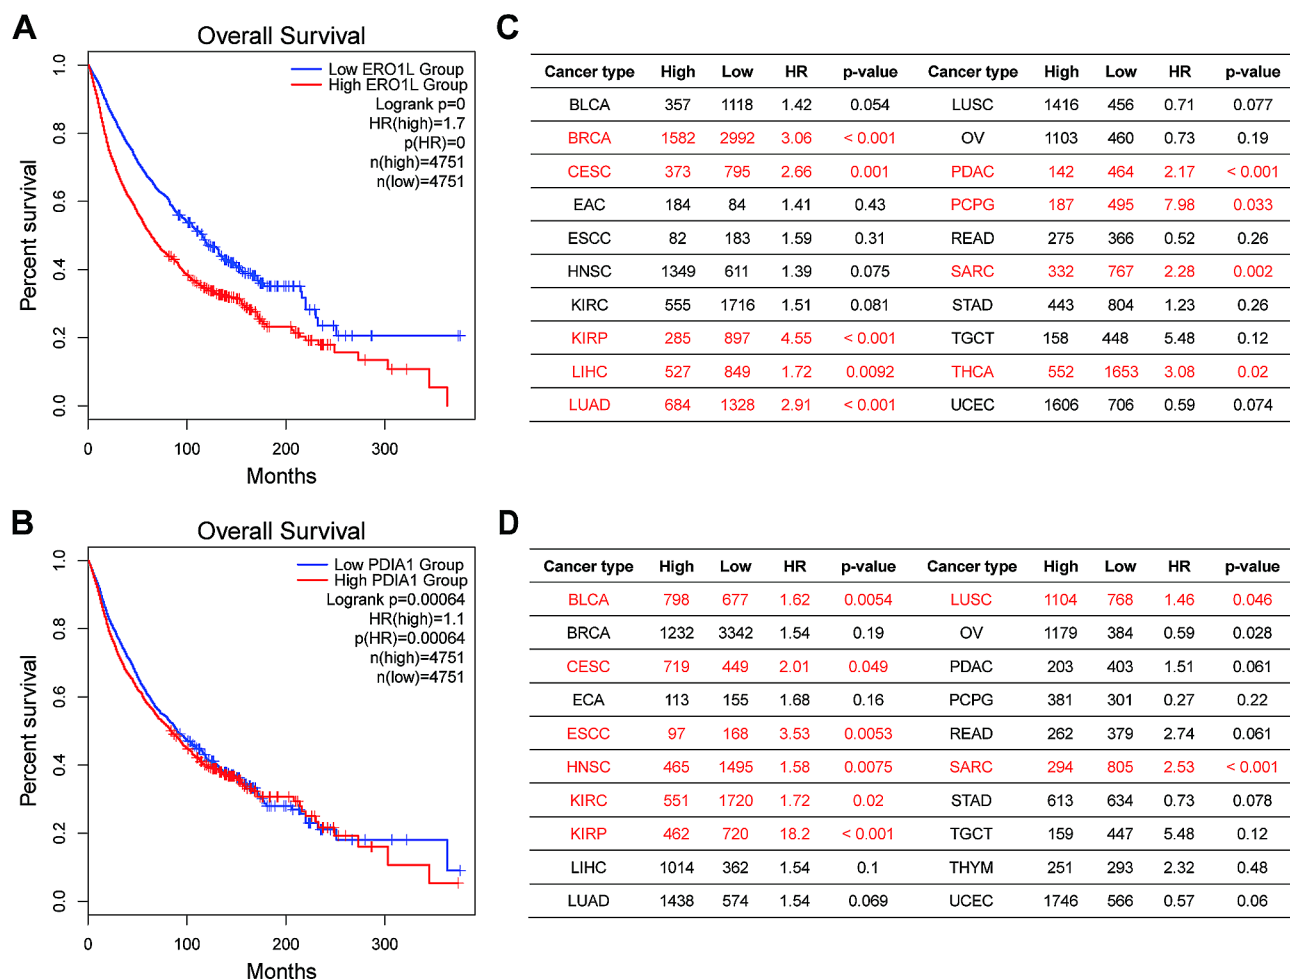 A
Overall Survival
Low ERO1L Group
High ERO1L Group
Logrank p=0
HR(high)=1.7
p(HR)=0
n(high)=4751
n(low)=4751
Percent survival
1.0
0.8
0.6
0.4
0.2
0.0
0 100 200 300
Months
B
Overall Survival
Low PDIA1 Group
High PDIA1 Group
Logrank p=0.00064
HR(high)=1.1
p(HR)=0.00064
n(high)=4751
n(low)=4751
Percent survival
1.0
0.8
0.6
0.4
0.2
0.0
0 100 200 300
Months
C
Cancer type High Low HR p-value Cancer type High Low HR p-value
BLCA 357 1118 1.42 0.054 LUSC 1416 456 0.71 0.077
BRCA 1582 2992 3.06 < 0.001 OV 1103 460 0.73 0.19
CESC 373 795 2.66 0.001 PDAC 142 464 2.17 < 0.001
EAC 184 84 1.41 0.43 PCPG 187 495 7.98 0.033
ESCC 82 183 1.59 0.31 READ 275 366 0.52 0.26
HNSC 1349 611 1.39 0.075 SARC 332 767 2.28 0.002
KIRC 555 1716 1.51 0.081 STAD 443 804 1.23 0.26
KIRP 285 897 4.55 < 0.001 TGCT 158 448 5.48 0.12
LIHC 527 849 1.72 0.0092 THCA 552 1653 3.08 0.02
LUAD 684 1328 2.91 < 0.001 UCEC 1606 706 0.59 0.074
D
Cancer type High Low HR p-value Cancer type High Low HR p-value
BLCA 798 677 1.62 0.0054 LUSC 1104 768 1.46 0.046
BRCA 1232 3342 1.54 0.19 OV 1179 384 0.59 0.028
CESC 719 449 2.01 0.049 PDAC 203 403 1.51 0.061
ECA 113 155 1.68 0.16 PCPG 381 301 0.27 0.22
ESCC 97 168 3.53 0.0053 READ 262 379 2.74 0.061
HNSC 465 1495 1.58 0.0075 SARC 294 805 2.53 < 0.001
KIRC 551 1720 1.72 0.02 STAD 613 634 0.73 0.078
KIRP 462 720 18.2 < 0.001 TGCT 159 447 5.48 0.12
LIHC 1014 362 1.54 0.1 THYM 251 293 2.32 0.48
LUAD 1438 574 1.54 0.069 UCEC 1746 566 0.57 0.06